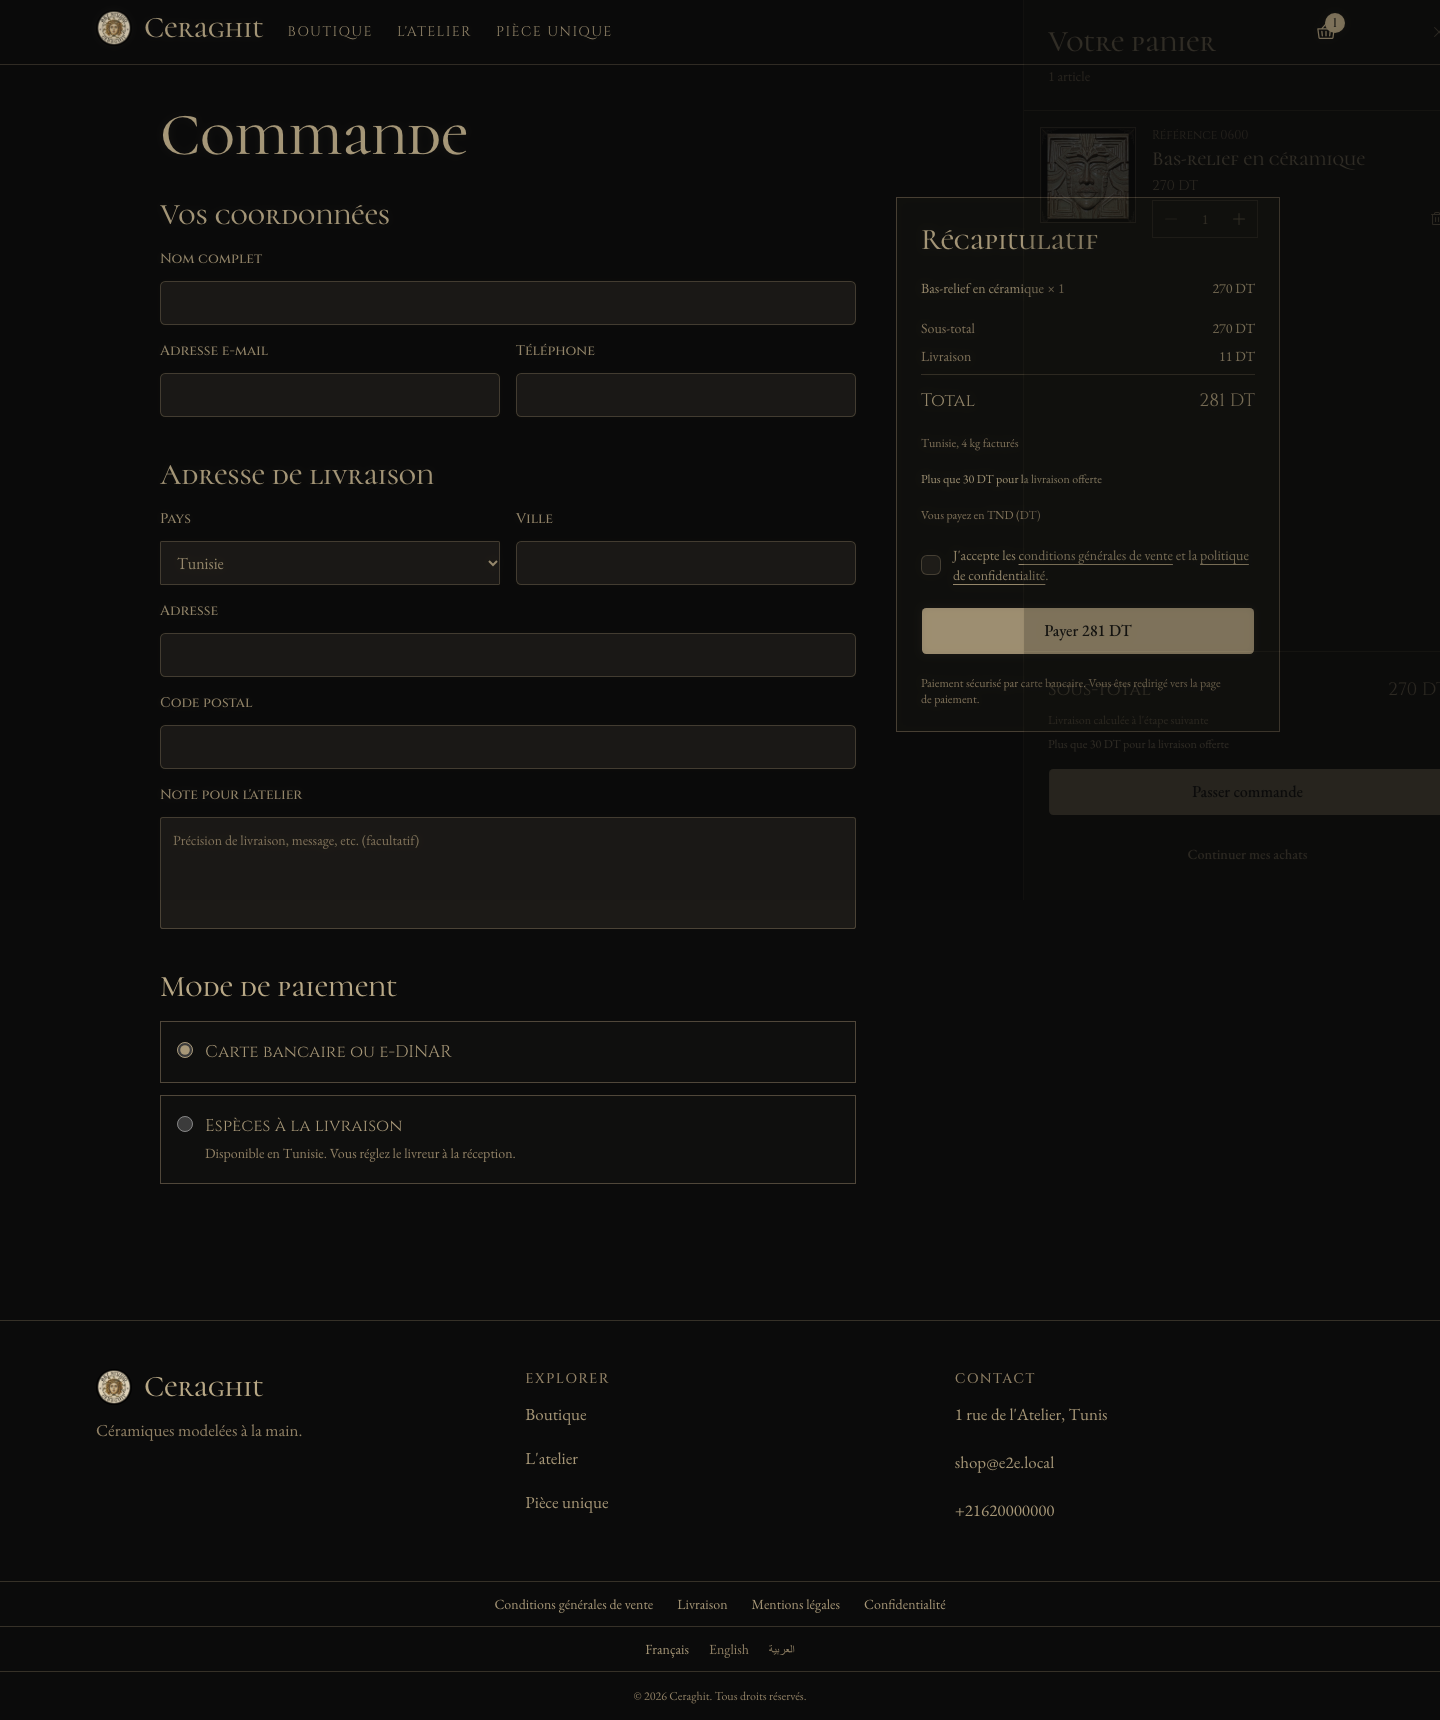 Ceraghit
BOUTIQUE
L'ATELIER
PIÈCE UNIQUE
1
Votre panier
1 article
Référence 0600
Bas-relief en céramique
270 DT
1
Commande
Vos coordonnées
Nom complet
Adresse e-mail
Téléphone
Adresse de livraison
Pays
Ville
Tunisie
Adresse
Code postal
Note pour l'atelier
Précision de livraison, message, etc. (facultatif)
Mode de paiement
Carte bancaire ou e-DINAR
Espèces à la livraison
Disponible en Tunisie. Vous réglez le livreur à la réception.
Récapitulatif
Bas-relief en céramique × 1
270 DT
Sous-total
270 DT
Livraison
11 DT
Total
281 DT
Tunisie, 4 kg facturés
Plus que 30 DT pour la livraison offerte
Vous payez en TND (DT)
J'accepte les conditions générales de vente et la politique
de confidentialité.
Payer 281 DT
Paiement sécurisé par carte bancaire. Vous êtes redirigé vers la page
de paiement.
Sous-total
270 DT
Livraison calculée à l'étape suivante
Plus que 30 DT pour la livraison offerte
Passer commande
Continuer mes achats
Ceraghit
Céramiques modelées à la main.
EXPLORER
Boutique
L'atelier
Pièce unique
CONTACT
1 rue de l'Atelier, Tunis
shop@e2e.local
+21620000000
Conditions générales de vente
Livraison
Mentions légales
Confidentialité
Français
English
العربية
© 2026 Ceraghit. Tous droits réservés.